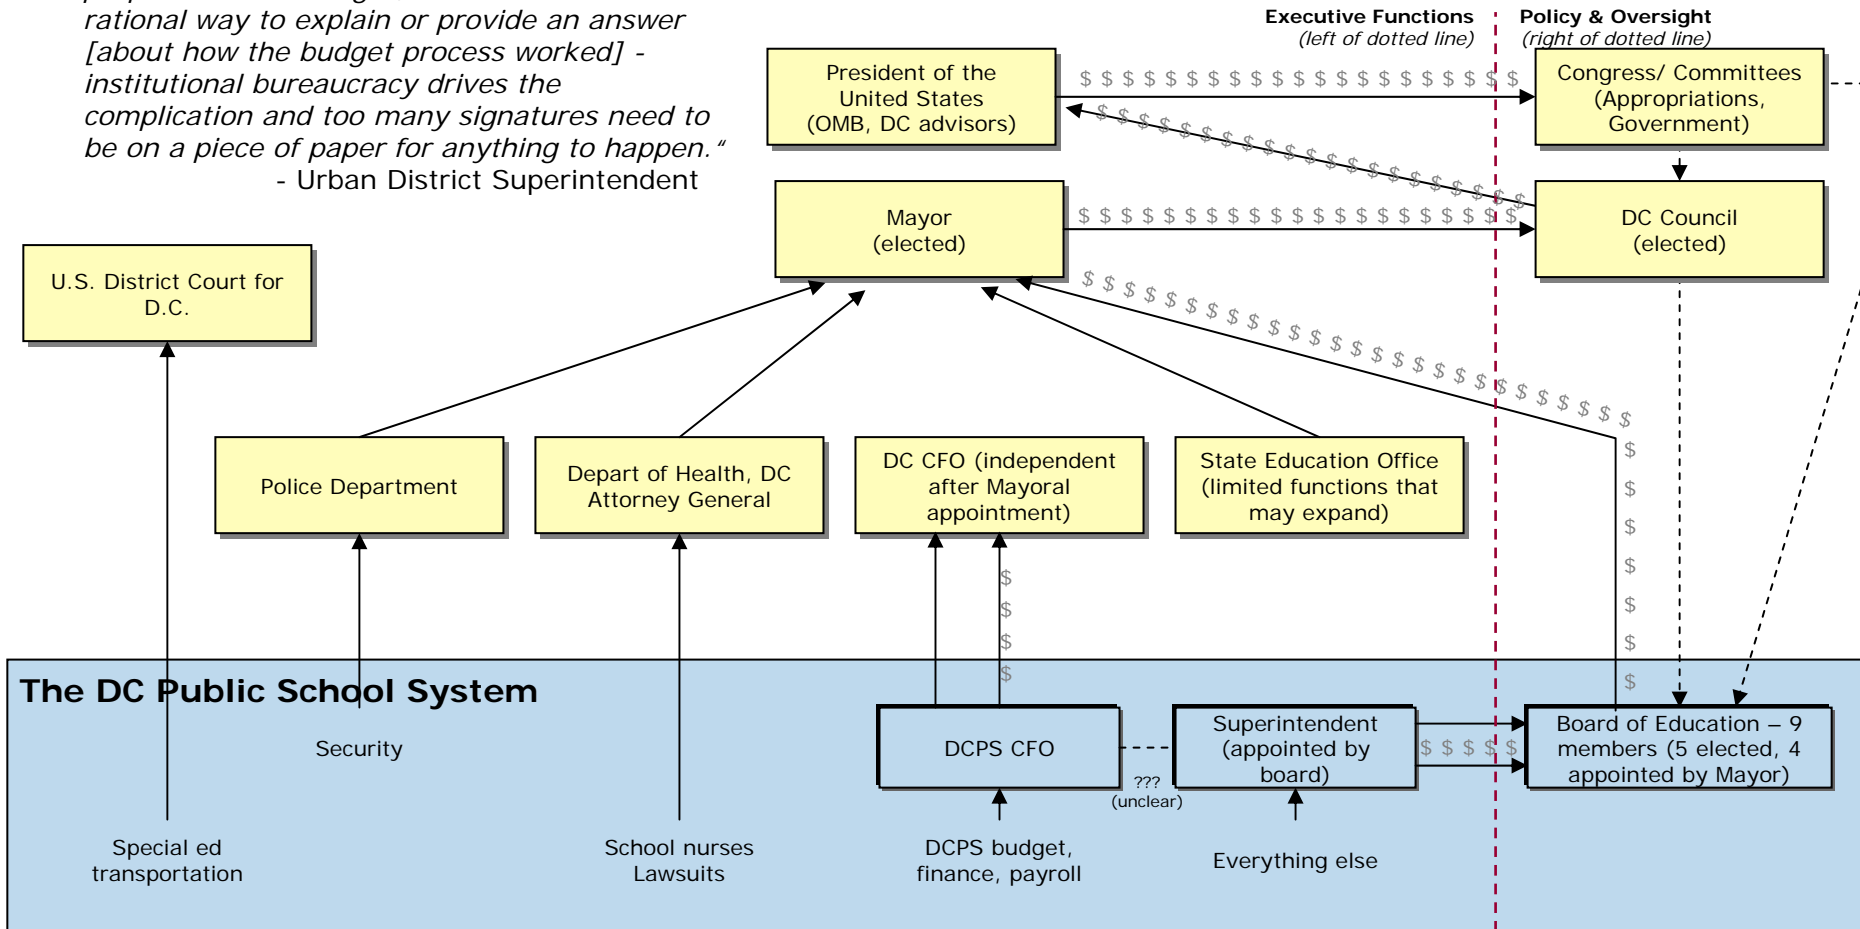 rational way to explain or provide an answer
[about how the budget process worked] -
institutional bureaucracy drives the
complication and too many signatures need to
be on a piece of paper for anything to happen.“
- Urban District Superintendent
Executive Functions
(left of dotted line)
Policy & Oversight
(right of dotted line)
President of the
United States
(OMB, DC advisors)
$ $ $ $ $ $ $ $ $ $ $ $ $ $ $ $ $ $ $ $ $
Congress/ Committees
(Appropriations,
Government)
$ $ $ $ $ $ $ $ $ $ $ $ $ $ $ $ $ $ $ $ $
Mayor
(elected)
$ $ $ $ $ $ $ $ $ $ $ $ $ $ $ $ $ $ $ $ $
DC Council
(elected)
U.S. District Court for
D.C.
$ $ $ $ $ $ $ $ $ $ $ $ $ $ $ $ $ $ $ $ $ $ $ $ $ $ $
Police Department
Depart of Health, DC
Attorney General
DC CFO (independent
after Mayoral
appointment)
State Education Office
(limited functions that
may expand)
$
$
$
$
$
$
$
$
$
$
$
The DC Public School System
Security
DCPS CFO
???
(unclear)
Superintendent
(appointed by
board)
$ $ $ $ $
Board of Education – 9
members (5 elected, 4
appointed by Mayor)
Special ed
transportation
School nurses
Lawsuits
DCPS budget,
finance, payroll
Everything else